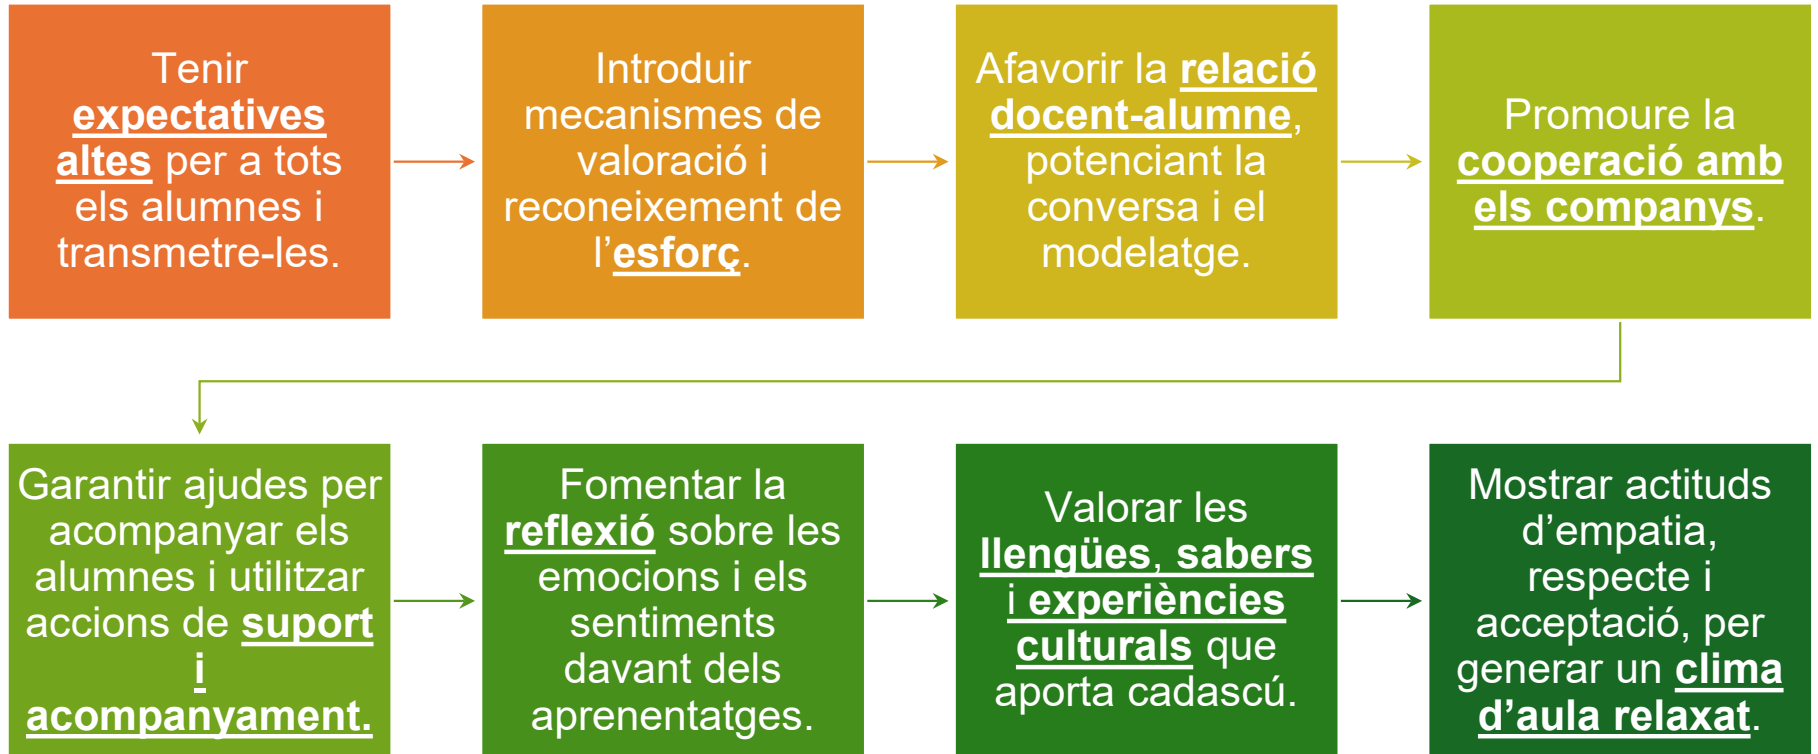 Tenir
expectatives
altes per a tots
els alumnes i
transmetre-les.
Introduir
mecanismes de
valoració i
reconeixement de
l’esforç.
Afavorir la relació
docent-alumne,
potenciant la
conversa i el
modelatge.
Promoure la
cooperació amb
els companys.
Garantir ajudes per
acompanyar els
alumnes i utilitzar
accions de suport
i
acompanyament.
Fomentar la
reflexió sobre les
emocions i els
sentiments
davant dels
aprenentatges.
Valorar les
llengües, sabers
i experiències
culturals que
aporta cadascú.
Mostrar actituds
d’empatia,
respecte i
acceptació, per
generar un clima
d’aula relaxat.